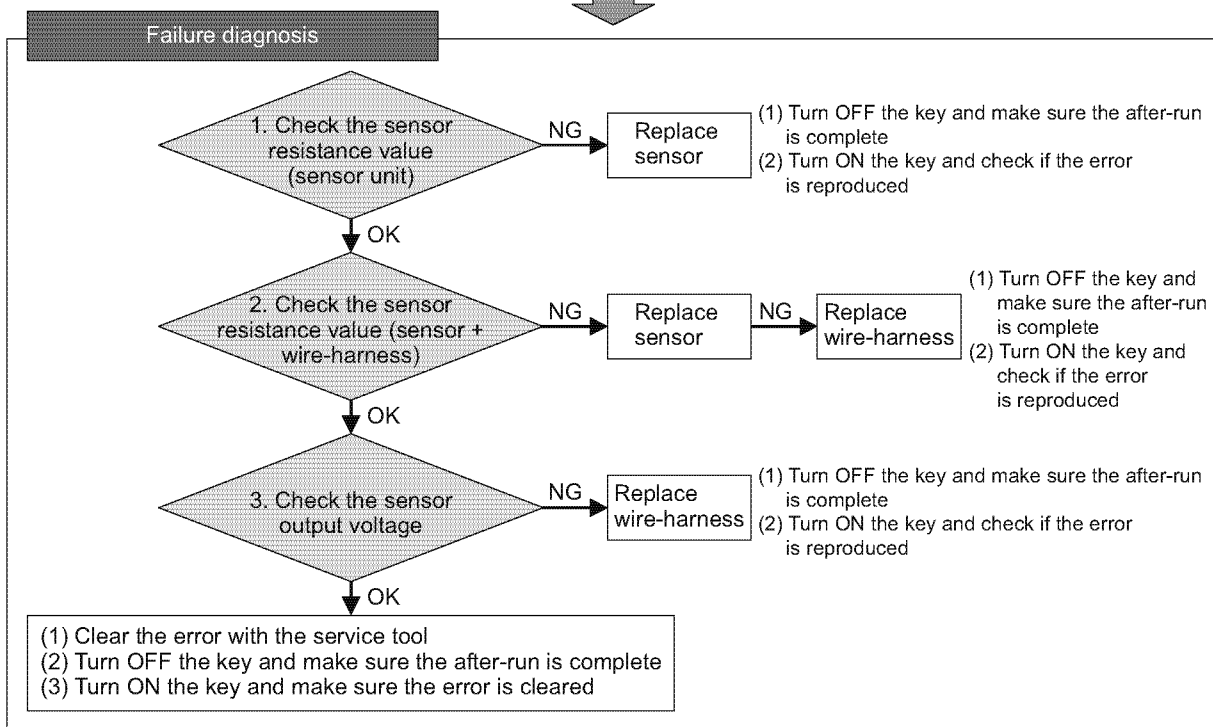 Failure diagnosis
1. Check the sensor
resistance value
(sensor unit)
NG
Replace
sensor
(1) Turn OFF the key and make sure the after-run
is complete
(2) Turn ON the key and check if the error
is reproduced
OK
2. Check the sensor
resistance value (sensor +
wire-harness)
NG
Replace
sensor
NG
Replace
wire-harness
(1) Turn OFF the key and
make sure the after-run
is complete
(2) Turn ON the key and
check if the error
is reproduced
OK
3. Check the sensor
output voltage
NG
Replace
wire-harness
(1) Turn OFF the key and make sure the after-run
is complete
(2) Turn ON the key and check if the error
is reproduced
OK
(1) Clear the error with the service tool
(2) Turn OFF the key and make sure the after-run is complete
(3) Turn ON the key and make sure the error is cleared